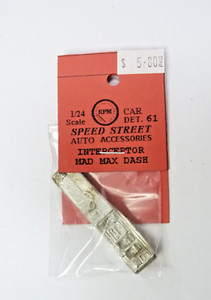 $ 5.00
1/24 Scale
RPM
CAR DET. 61
SPEED STREET
AUTO ACCESSORIES
INTERCEPTOR
MAD MAX DASH